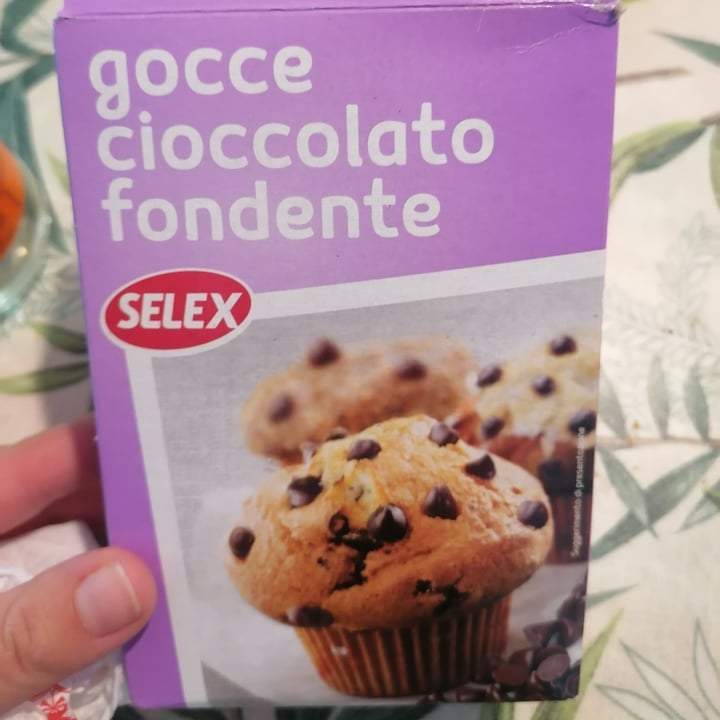 gocce
cioccolato
fondente
SELEX
Suggerimento di presentazione